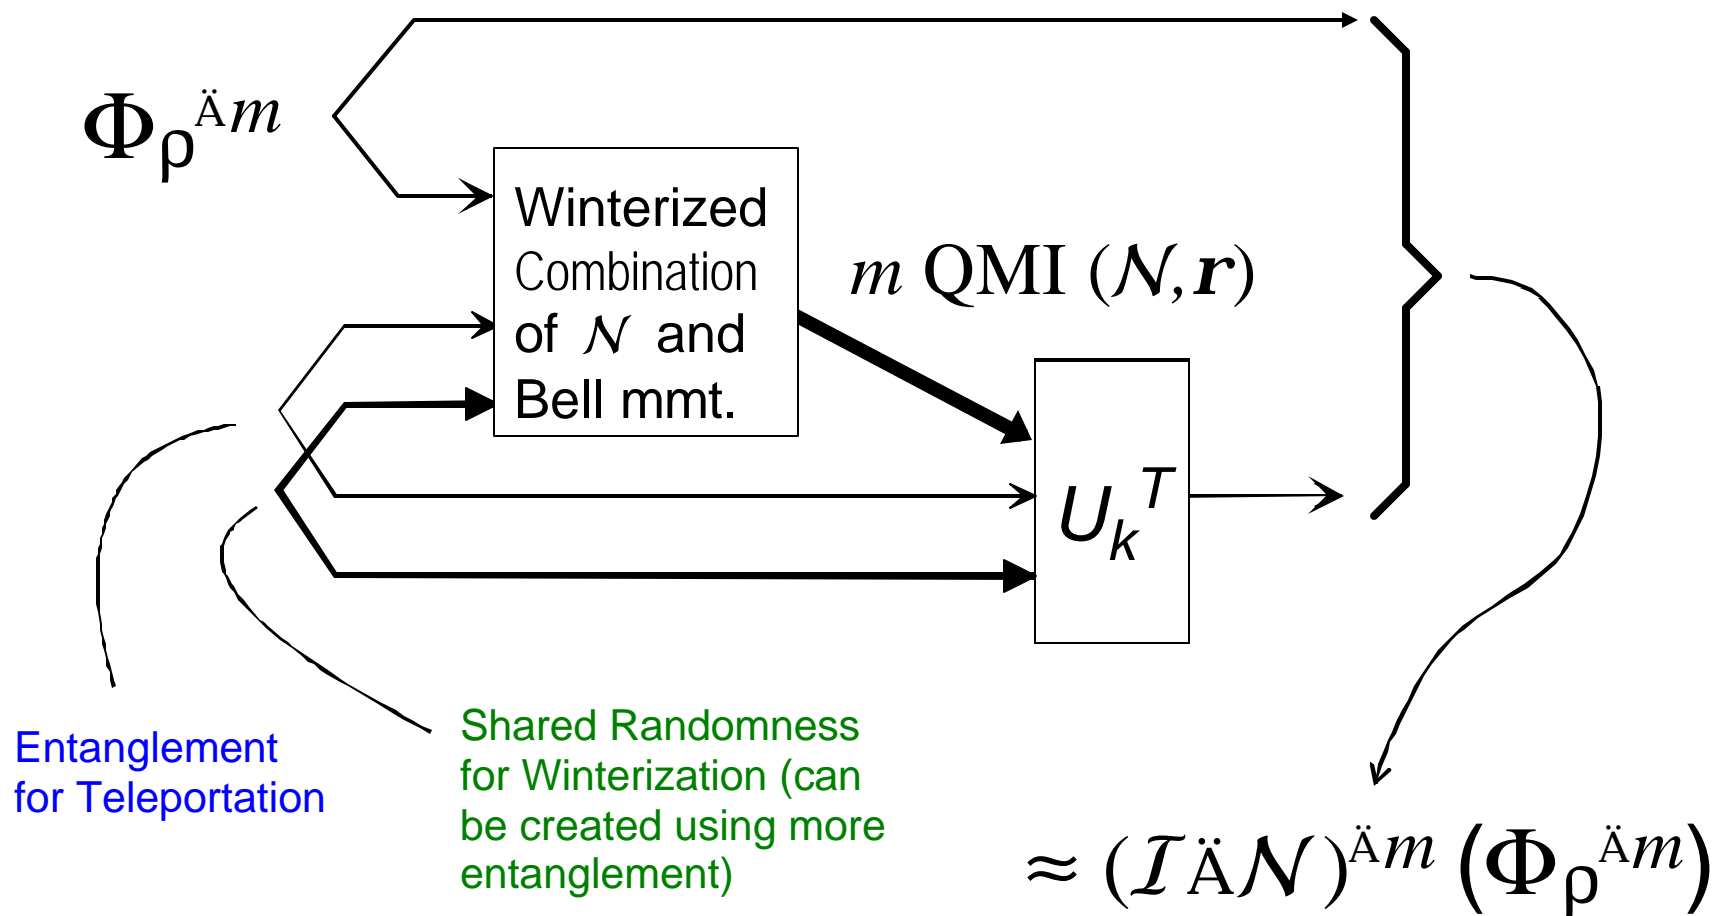 Φρ^Äm
Winterized
Combination
of 𝒩 and
Bell mmt.
m QMI (𝒩, r)
U_k^T
Entanglement
for Teleportation
Shared Randomness
for Winterization (can
be created using more
entanglement)
≈ (ℐÄ𝒩)^Äm (Φρ^Äm)